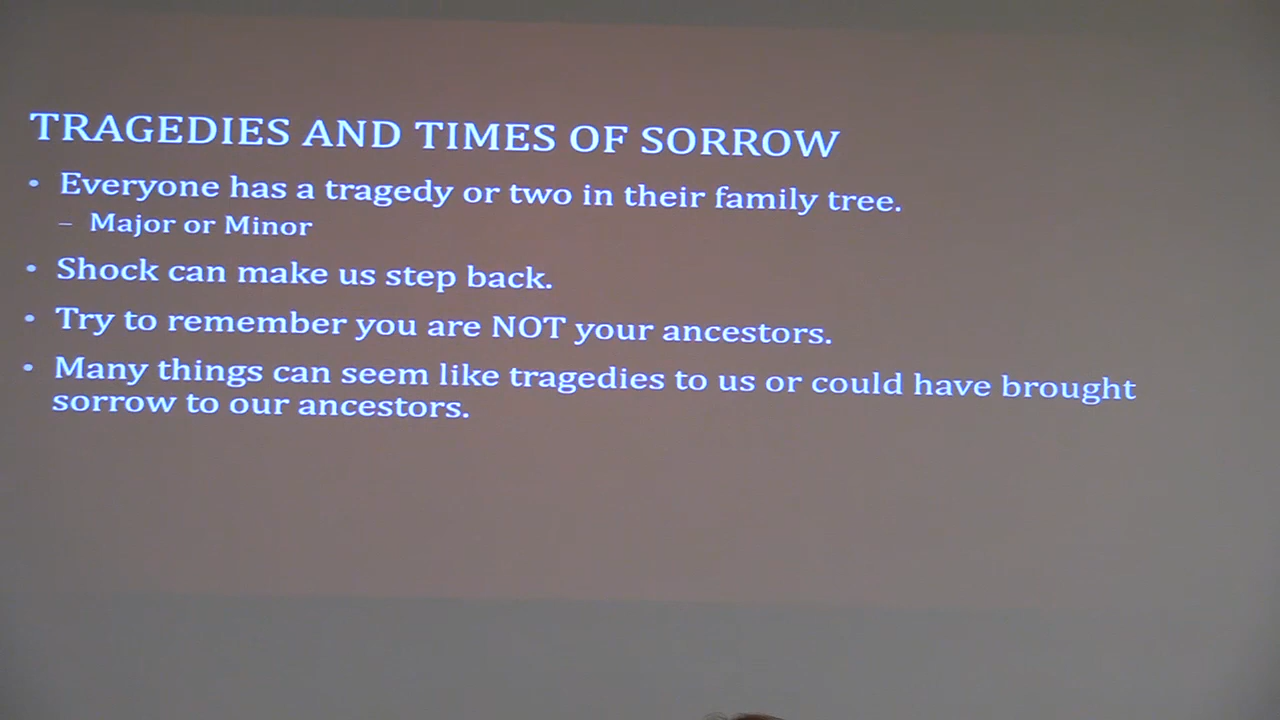 TRAGEDIES AND TIMES OF SORROW
• Everyone has a tragedy or two in their family tree.
– Major or Minor
• Shock can make us step back.
• Try to remember you are NOT your ancestors.
• Many things can seem like tragedies to us or could have brought
sorrow to our ancestors.